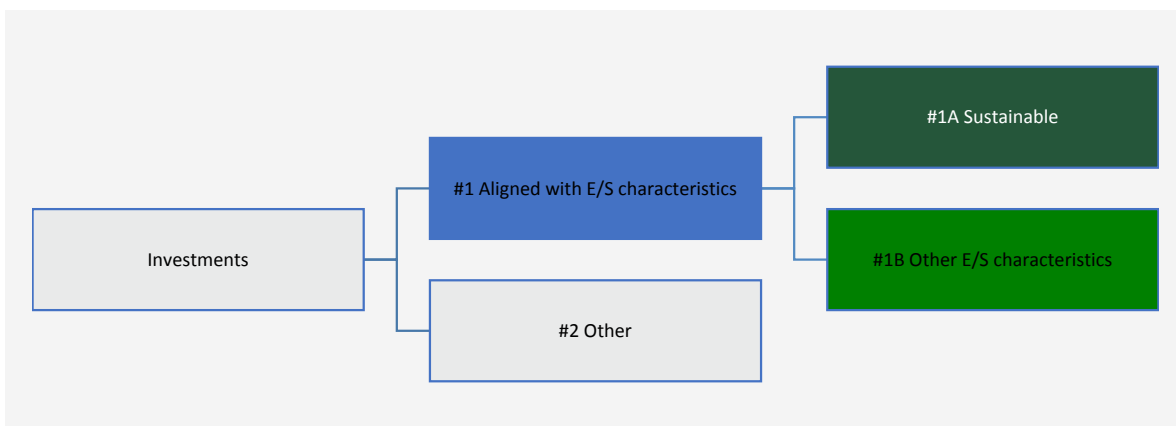 Investments
#1 Aligned with E/S characteristics
#2 Other
#1A Sustainable
#1B Other E/S characteristics